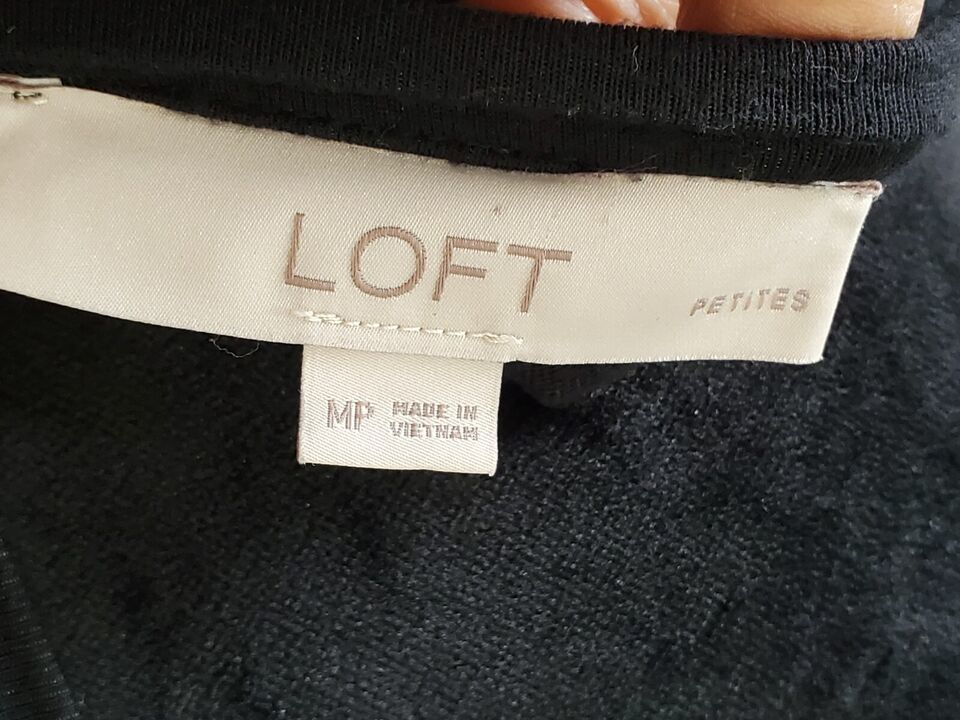 LOFT
PETITES
MP
MADE IN
VIETNAM